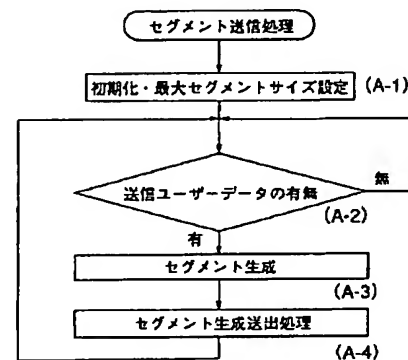 セグメント送信処理
初期化・最大セグメントサイズ設定 (A-1)
送信ユーザーデータの有無
無
(A-2)
有
セグメント生成
(A-3)
セグメント生成送出処理
(A-4)